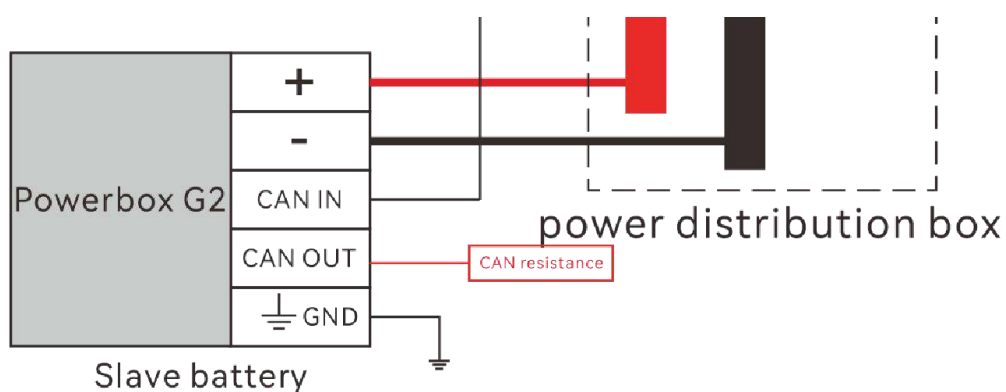 +
-
Powerbox G2
CAN IN
CAN OUT
GND
CAN resistance
power distribution box
Slave battery